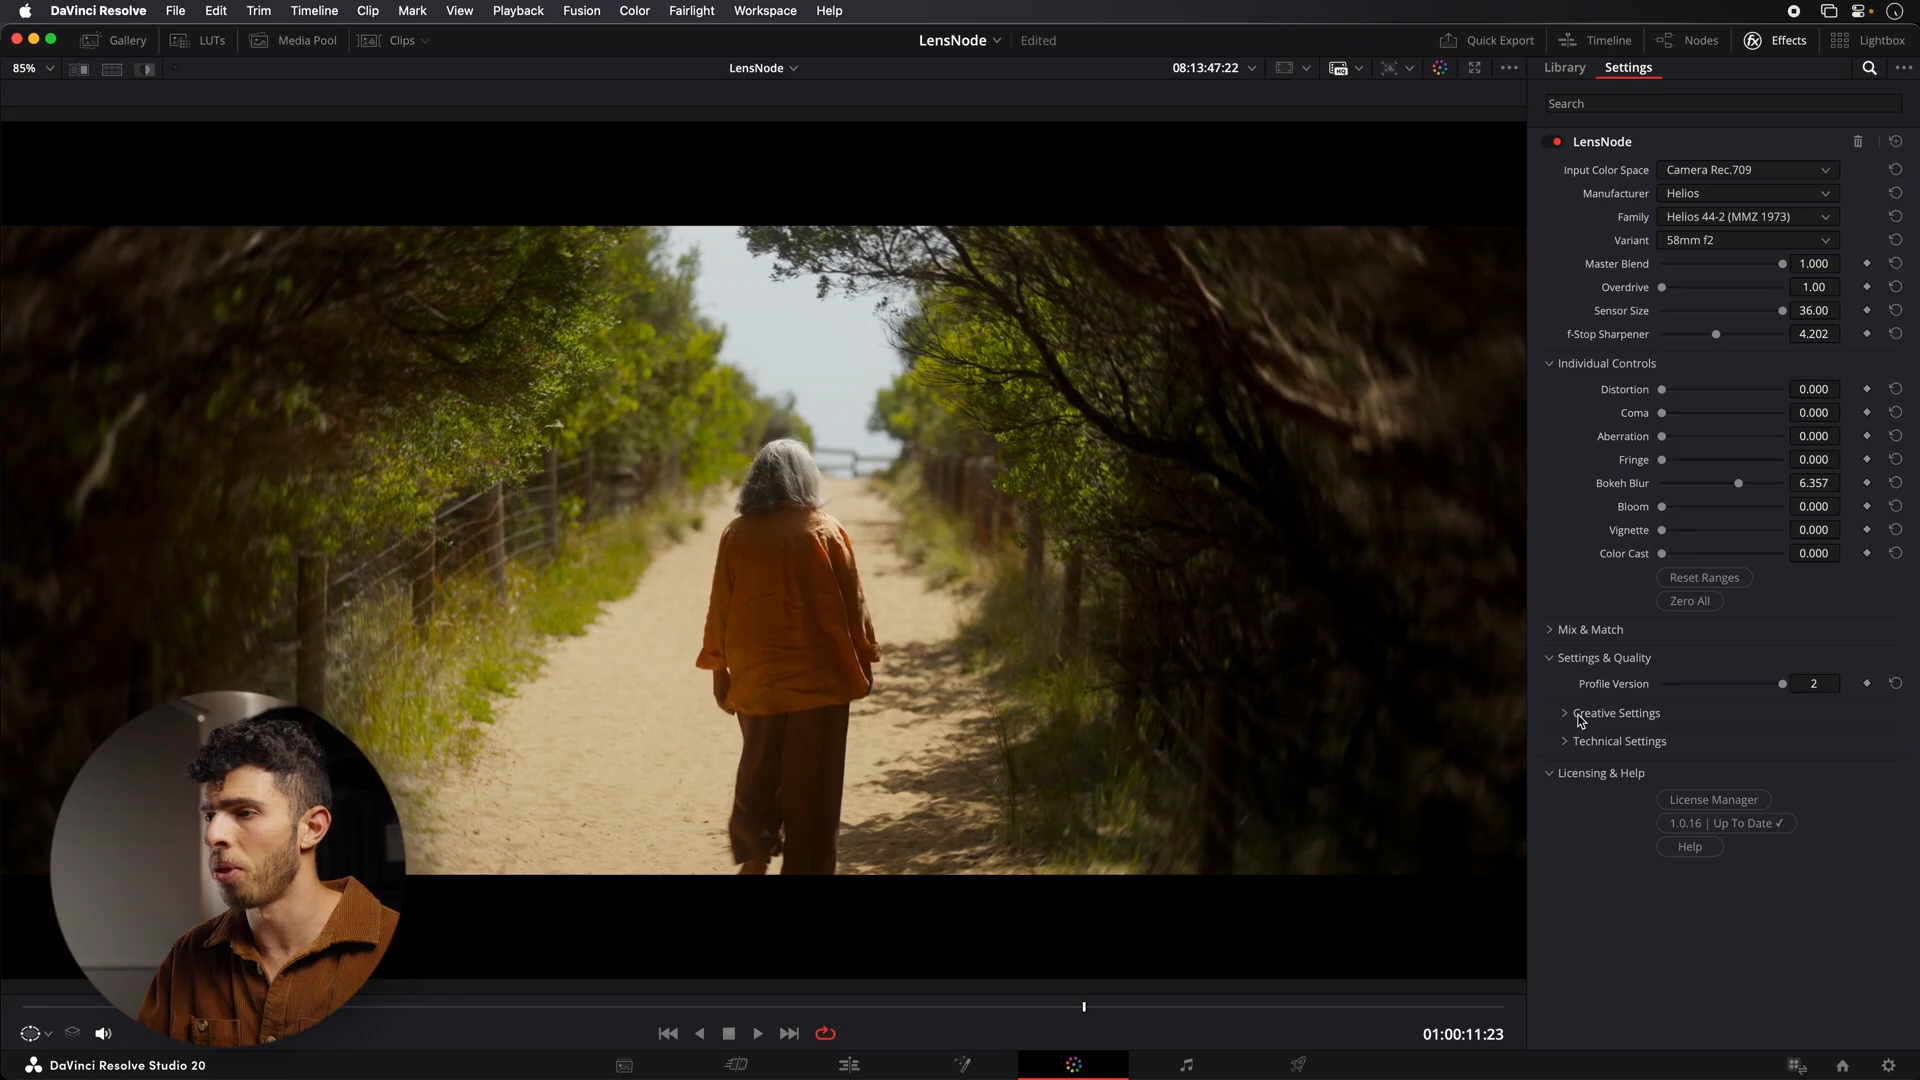 DaVinci Resolve File Edit Trim Timeline Clip Mark View Playback Fusion Color Fairlight Workspace Help
Gallery LUTs Media Pool Clips LensNode Edited Quick Export Timeline Nodes Effects Lightbox
85% LensNode 08:13:47:22 Library Settings
Search
LensNode
Input Color Space Camera Rec.709
Manufacturer Helios
Family Helios 44-2 (MMZ 1973)
Variant 58mm f2
Master Blend 1.000
Overdrive 1.00
Sensor Size 36.00
f-Stop Sharpener 4.202
Individual Controls
Distortion 0.000
Coma 0.000
Aberration 0.000
Fringe 0.000
Bokeh Blur 6.357
Bloom 0.000
Vignette 0.000
Color Cast 0.000
Reset Ranges
Zero All
Mix & Match
Settings & Quality
Profile Version 2
Creative Settings
Technical Settings
Licensing & Help
License Manager
1.0.16 | Up To Date ✓
Help
01:00:11:23
DaVinci Resolve Studio 20